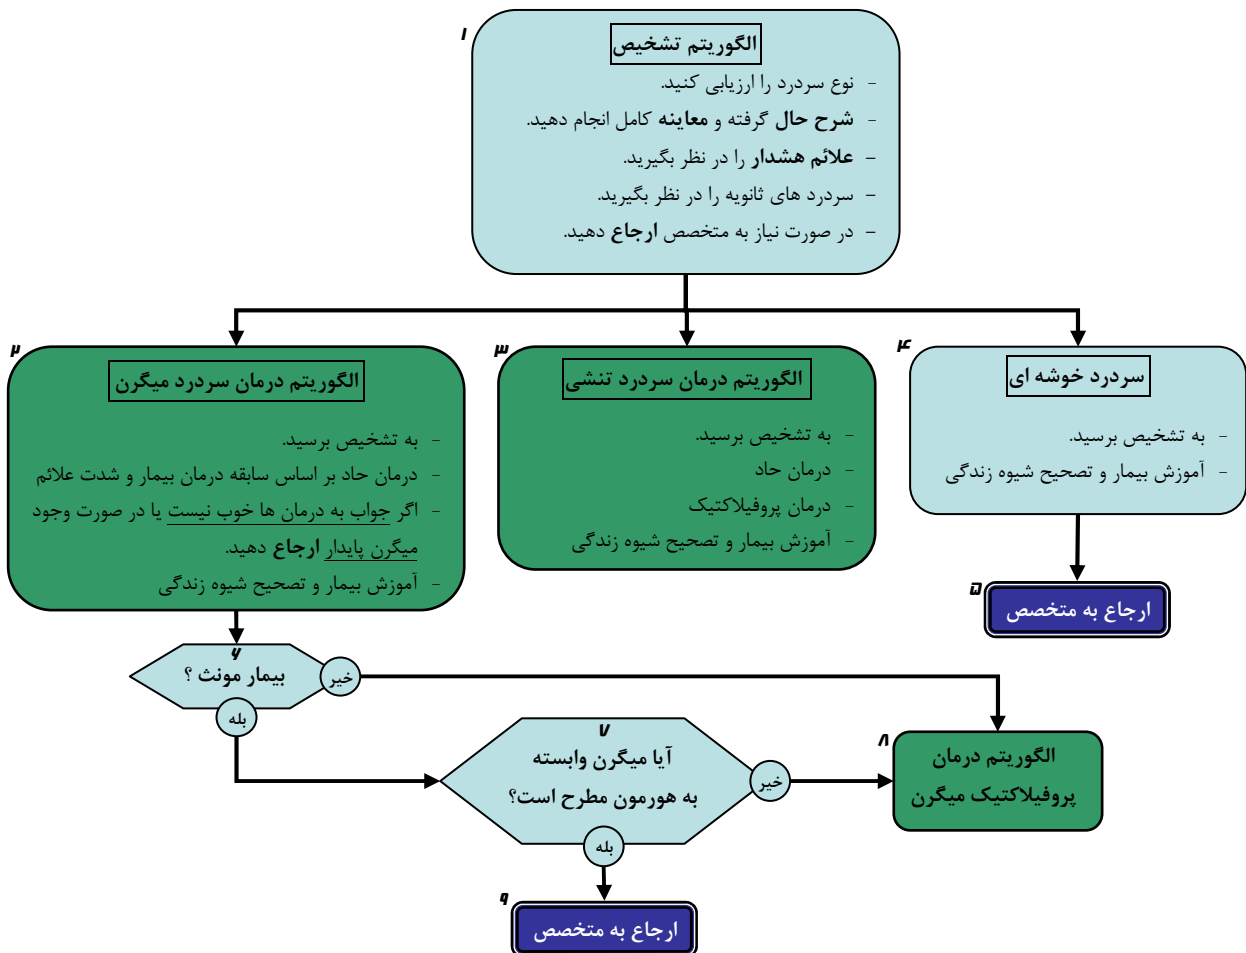 ۱
الگوریتم تشخیص
- نوع سردرد را ارزیابی کنید.
- شرح حال گرفته و معاینه کامل انجام دهید.
- علائم هشدار را در نظر بگیرید.
- سردرد های ثانویه را در نظر بگیرید.
- در صورت نیاز به متخصص ارجاع دهید.
۴
سردرد خوشه ای
- به تشخیص برسید.
- آموزش بیمار و تصحیح شیوه زندگی
۳
الگوریتم درمان سردرد تنشی
- به تشخیص برسید.
- درمان حاد
- درمان پروفیلاکتیک
- آموزش بیمار و تصحیح شیوه زندگی
۲
الگوریتم درمان سردرد میگرن
- به تشخیص برسید.
- درمان حاد بر اساس سابقه درمان بیمار و شدت علائم
- اگر جواب به درمان ها خوب نیست یا در صورت وجود
میگرن پایدار ارجاع دهید.
- آموزش بیمار و تصحیح شیوه زندگی
۵
ارجاع به متخصص
۶
بیمار مونث ؟
خیر
بله
۷
آیا میگرن وابسته
به هورمون مطرح است؟
خیر
بله
۸
الگوریتم درمان
پروفیلاکتیک میگرن
۹
ارجاع به متخصص